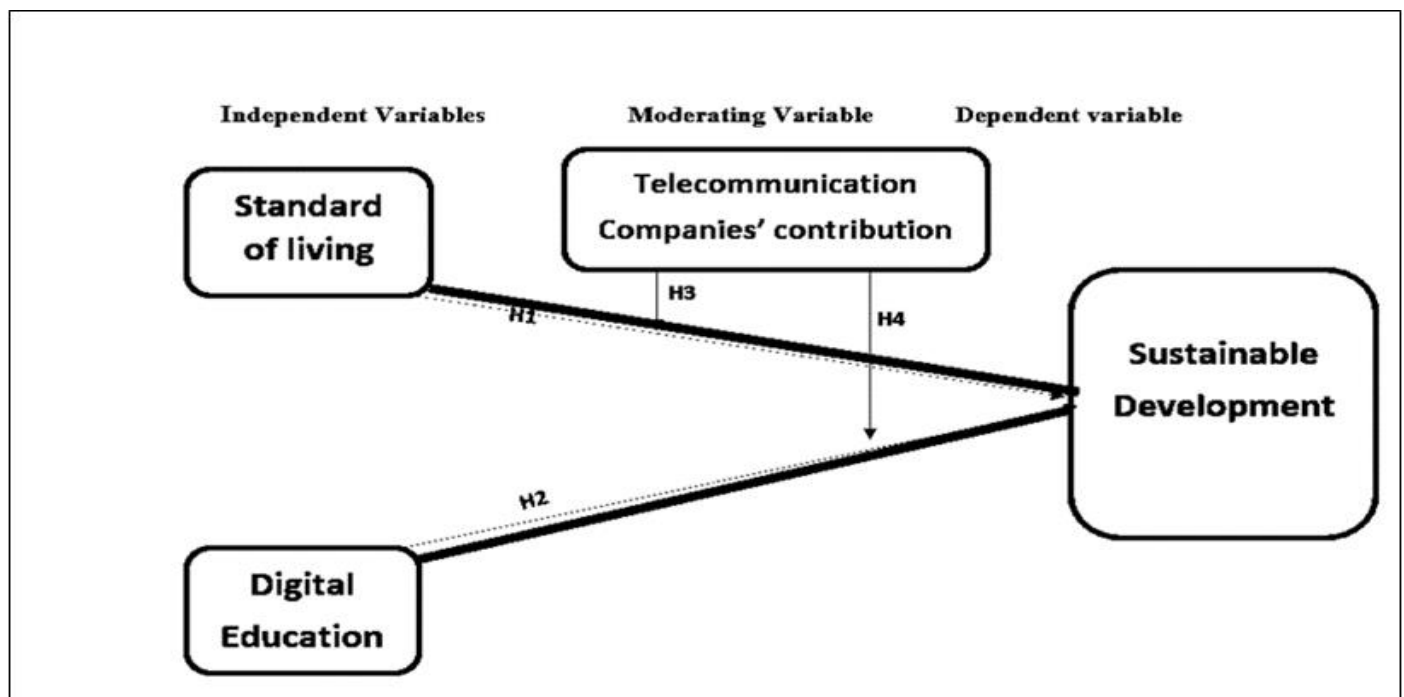 Independent Variables
Moderating Variable
Dependent variable
Standard
of living
Telecommunication
Companies’ contribution
H1
H3
H4
Sustainable
Development
H2
Digital
Education